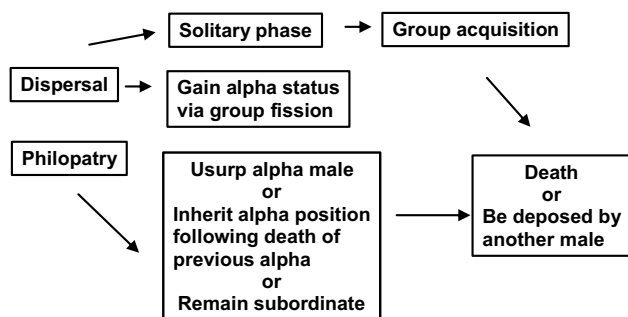 Solitary phase
Group acquisition
Dispersal
Gain alpha status
via group fission
Philopatry
Usurp alpha male
or
Inherit alpha position
following death of
previous alpha
or
Remain subordinate
Death
or
Be deposed by
another male